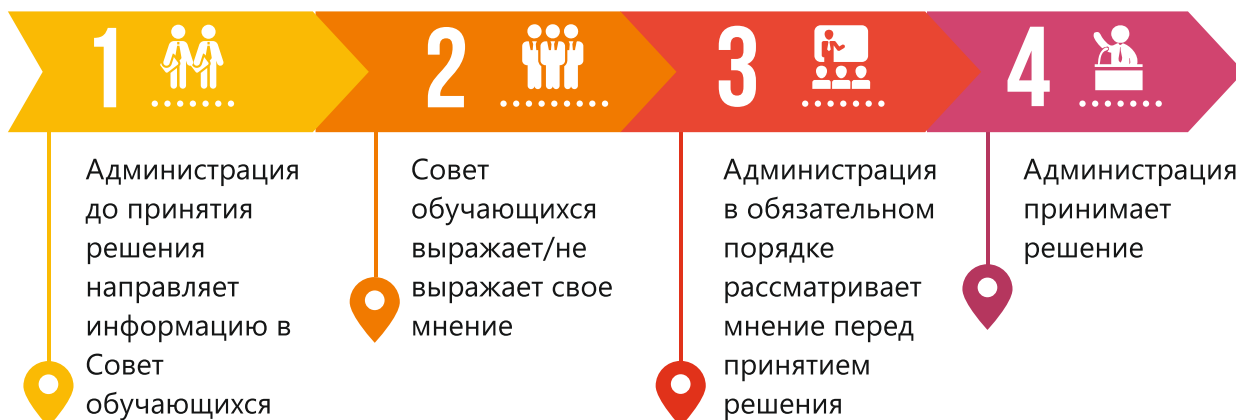 1
Администрация
до принятия
решения
направляет
информацию в
Совет
обучающихся
2
Совет
обучающихся
выражает/не
выражает свое
мнение
3
Администрация
в обязательном
порядке
рассматривает
мнение перед
принятием
решения
4
Администрация
принимает
решение